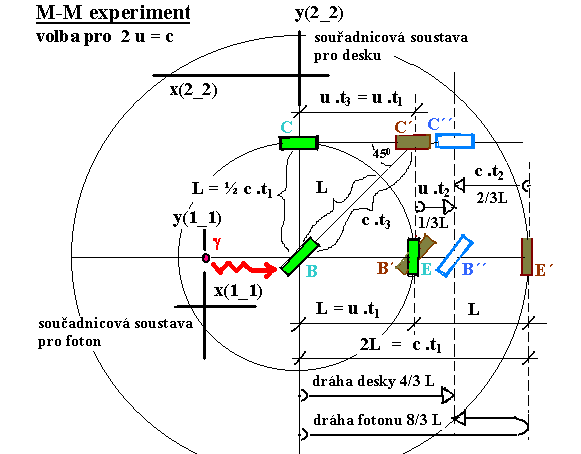 M-M experiment
y(2_2)
volba pro 2 u = c
souřadnicová soustava
pro desku
x(2_2)
u .t₃ = u .t₁
C
C´
C´´
45⁰
c .t₂
u .t₂
2/3L
L = ½ c .t₁
L
c .t₃
1/3L
y(1_1)
γ
B
B´
E
B´´
E´
x(1_1)
součadnicová soustava
pro foton
L = u .t₁
L
2L = c .t₁
dráha desky 4/3 L
dráha fotonu 8/3 L